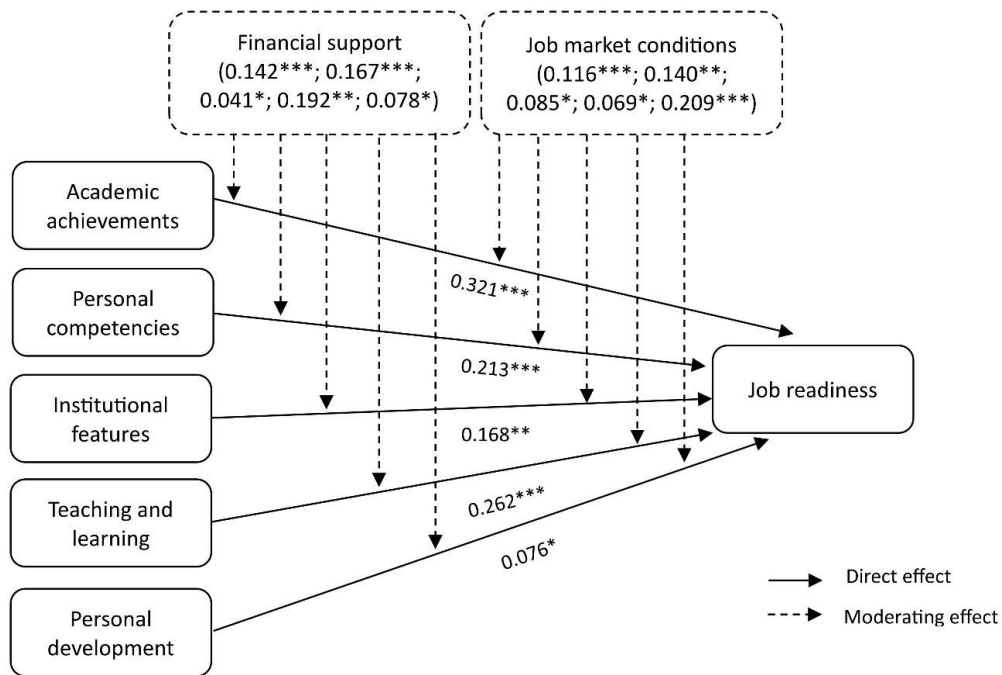 Financial support
(0.142***; 0.167***;
0.041*; 0.192**; 0.078*)
Job market conditions
(0.116***; 0.140**;
0.085*; 0.069*; 0.209***)
Academic
achievements
Personal
competencies
Institutional
features
Teaching and
learning
Personal
development
0.321***
0.213***
0.168**
0.262***
0.076*
Job readiness
Direct effect
Moderating effect